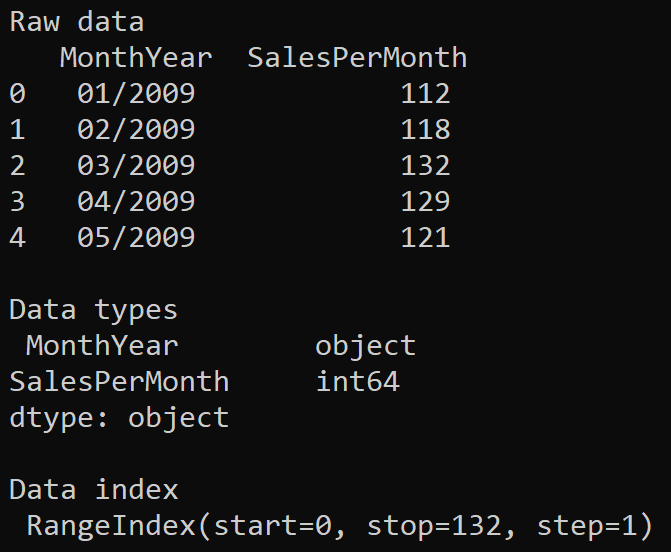 Raw data
   MonthYear  SalesPerMonth
0   01/2009            112
1   02/2009            118
2   03/2009            132
3   04/2009            129
4   05/2009            121

Data types
 MonthYear        object
SalesPerMonth     int64
dtype: object

Data index
 RangeIndex(start=0, stop=132, step=1)